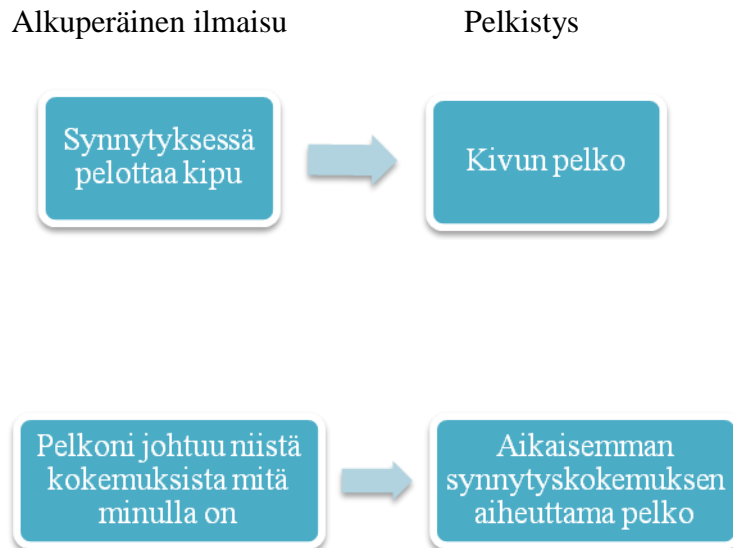 Alkuperäinen ilmaisu
Pelkistys
Synnytyksessä
pelottaa kipu
Kivun pelko
Pelkoni johtuu niistä
kokemuksista mitä
minulla on
Aikaisemman
synnytyskokemuksen
aiheuttama pelko